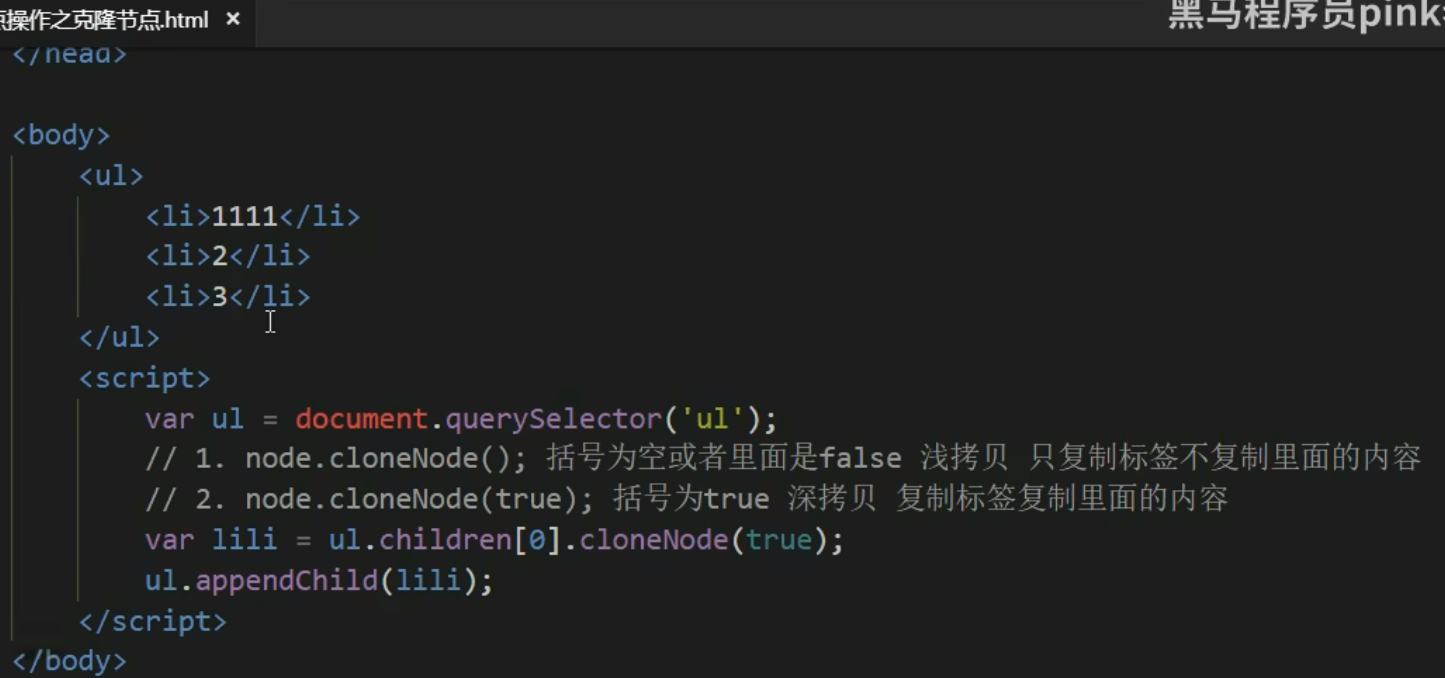 操作之克隆节点.html ×
黑马程序员pink
</head>
<body>
<ul>
<li>1111</li>
<li>2</li>
<li>3</li>
</ul>
<script>
var ul = document.querySelector('ul');
// 1. node.cloneNode(); 括号为空或者里面是false 浅拷贝 只复制标签不复制里面的内容
// 2. node.cloneNode(true); 括号为true 深拷贝 复制标签复制里面的内容
var lili = ul.children[0].cloneNode(true);
ul.appendChild(lili);
</script>
</body>